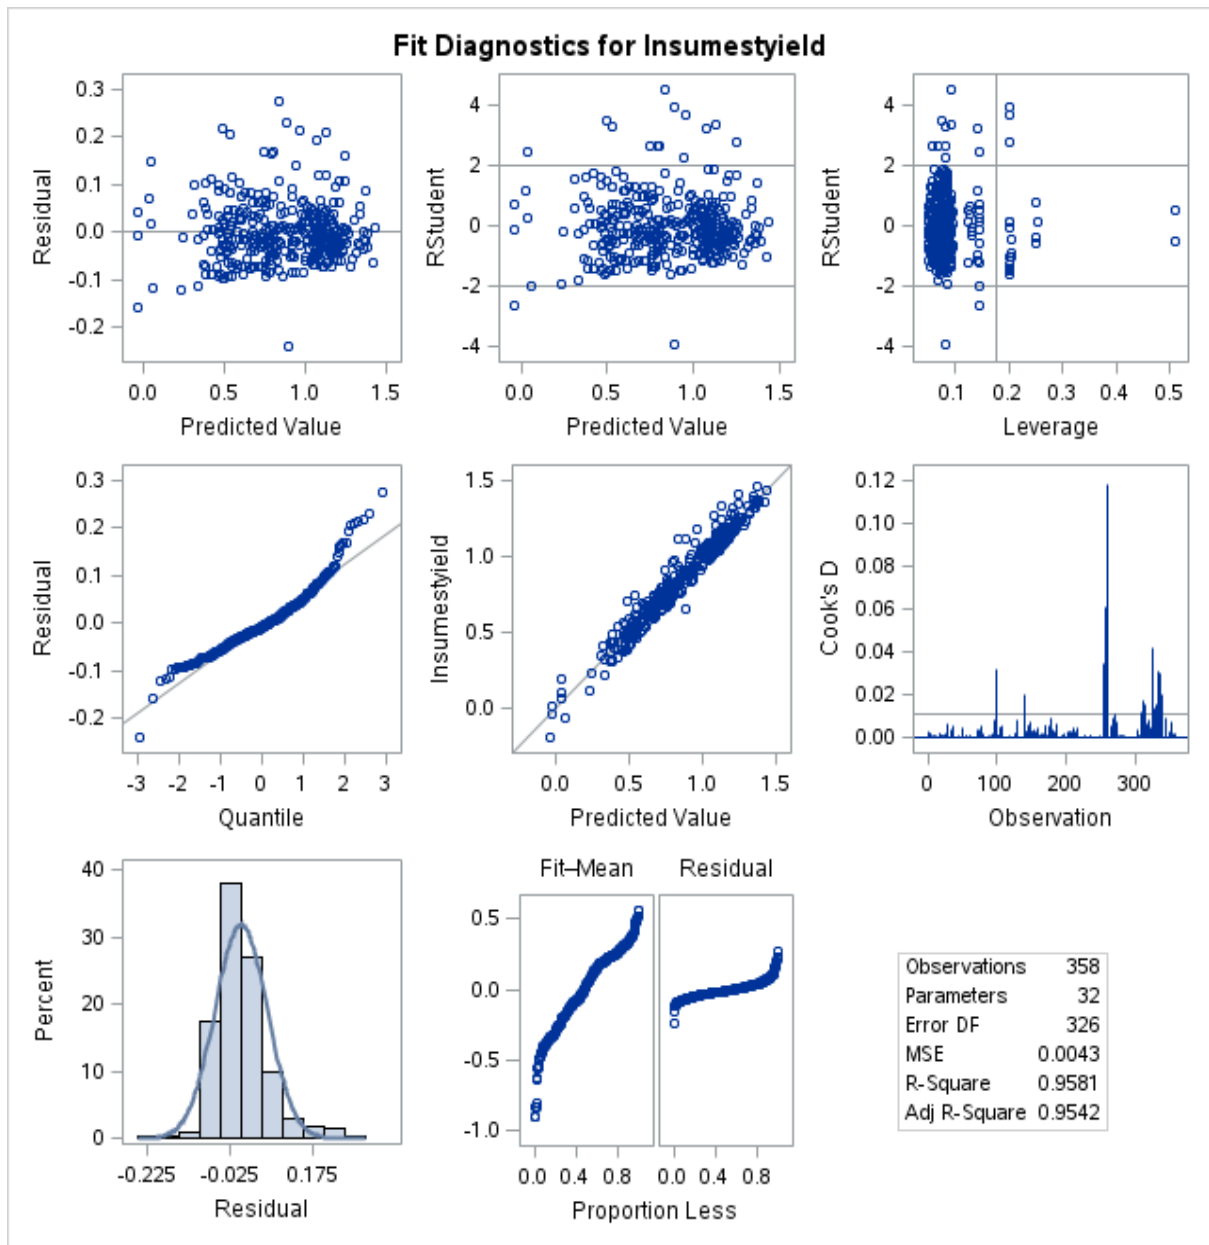 Fit Diagnostics for Insumestyield
0.3
0.2
0.1
0.0
-0.1
-0.2
Residual
0.0 0.5 1.0 1.5
Predicted Value
4
2
0
-2
-4
RStudent
0.0 0.5 1.0 1.5
Predicted Value
4
2
0
-2
-4
RStudent
0.1 0.2 0.3 0.4 0.5
Leverage
0.3
0.2
0.1
0.0
-0.1
-0.2
Residual
-3 -2 -1 0 1 2 3
Quantile
1.5
1.0
0.5
0.0
Insumestyield
0.0 0.5 1.0 1.5
Predicted Value
0.12
0.10
0.08
0.06
0.04
0.02
0.00
Cook's D
0 100 200 300
Observation
40
30
20
10
0
Percent
-0.225 -0.025 0.175
Residual
Fit–Mean Residual
0.5
0.0
-0.5
-1.0
0.0 0.4 0.8 0.0 0.4 0.8
Proportion Less
Observations 358
Parameters 32
Error DF 326
MSE 0.0043
R-Square 0.9581
Adj R-Square 0.9542